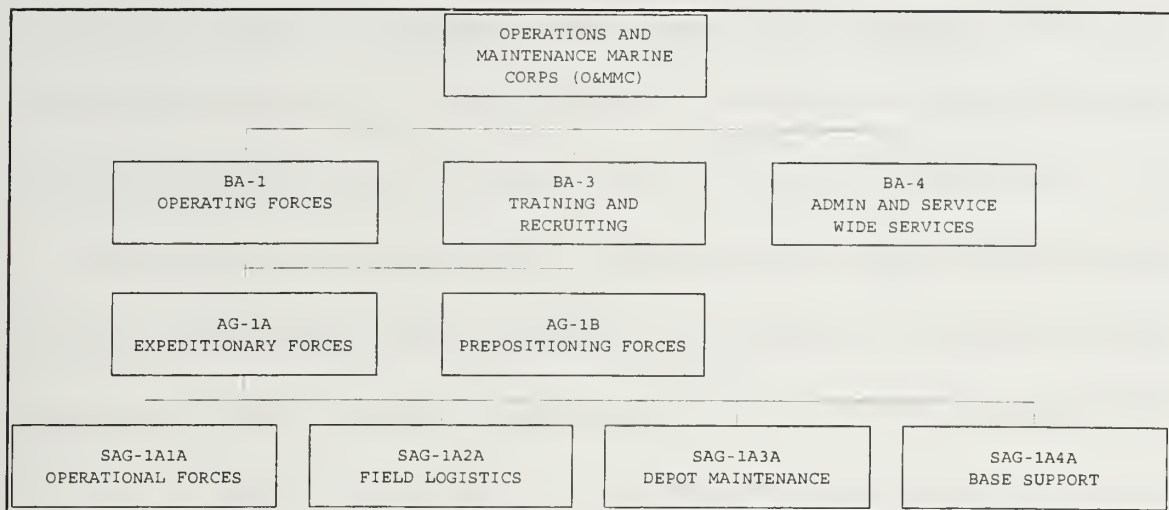 OPERATIONS AND
MAINTENANCE MARINE
CORPS (O&MMC)
BA-1
OPERATING FORCES
BA-3
TRAINING AND
RECRUITING
BA-4
ADMIN AND SERVICE
WIDE SERVICES
AG-1A
EXPEDITIONARY FORCES
AG-1B
PREPOSITIONING FORCES
SAG-1A1A
OPERATIONAL FORCES
SAG-1A2A
FIELD LOGISTICS
SAG-1A3A
DEPOT MAINTENANCE
SAG-1A4A
BASE SUPPORT